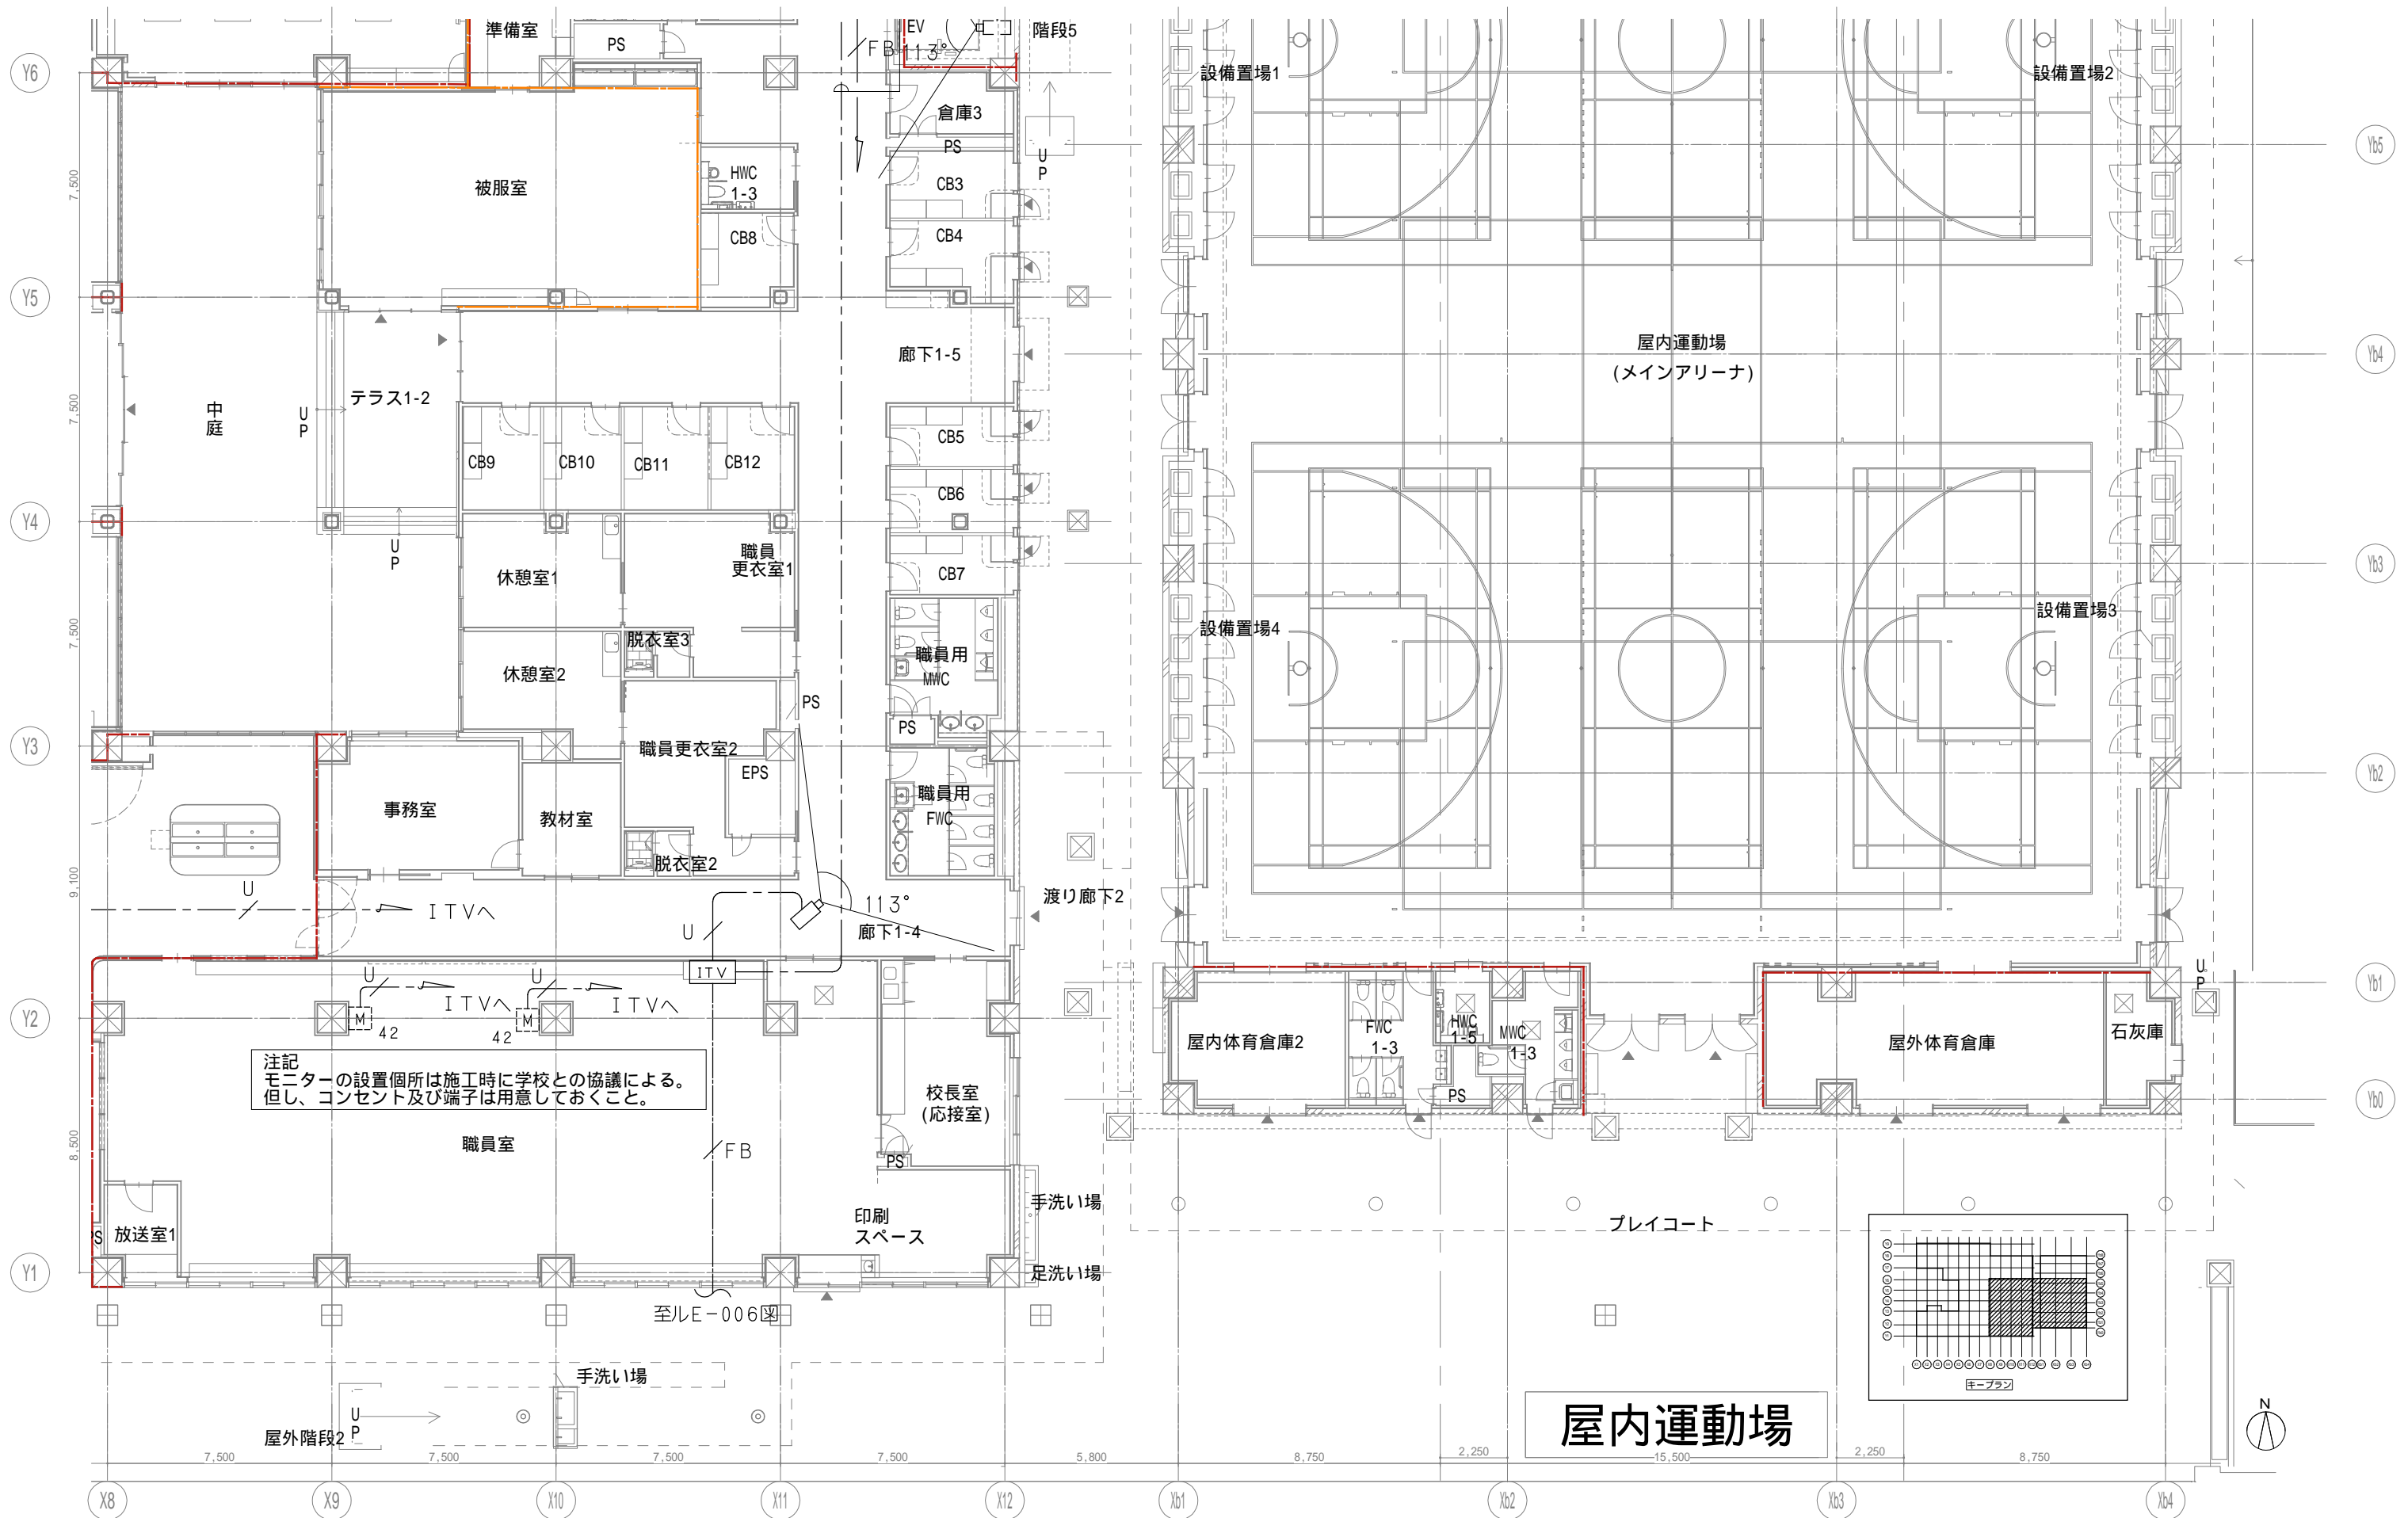 準備室
PS
EV
階段5
FB
113°
Y6
設備置場1
設備置場2
倉庫3
PS
UP
Yb5
7,500
被服室
HWC
1-3
CB3
CB8
CB4
Y5
屋内運動場
(メインアリーナ)
廊下1-5
Yb4
7,500
中庭
UP
テラス1-2
CB5
CB9
CB10
CB11
CB12
CB6
Y4
UP
休憩室1
職員
更衣室1
CB7
Yb3
7,500
設備置場3
設備置場4
脱衣室3
休憩室2
職員用
MWC
PS
PS
Y3
職員更衣室2
EPS
Yb2
事務室
教材室
職員用
FWC
脱衣室2
9,100
U
渡り廊下2
113°
ITVへ
廊下1-4
U
ITV
UP
Yb1
U
ITVへ
U
ITVへ
M
42
M
42
Y2
屋内体育倉庫2
FWC
1-3
HWC
1-5
MWC
1-3
屋外体育倉庫
石灰庫
注記
モニターの設置個所は施工時に学校との協議による。
但し、コンセント及び端子は用意しておくこと。
校長室
(応接室)
PS
Yb0
8,500
職員室
FB
PS
手洗い場
放送室1
印刷
スペース
プレイコート
Y1
足洗い場
至ルE-006図
手洗い場
キープラン
UP
屋外階段2
屋内運動場
N
7,500
7,500
7,500
7,500
5,800
8,750
2,250
15,500
2,250
8,750
X8
X9
X10
X11
X12
Xb1
Xb2
Xb3
Xb4